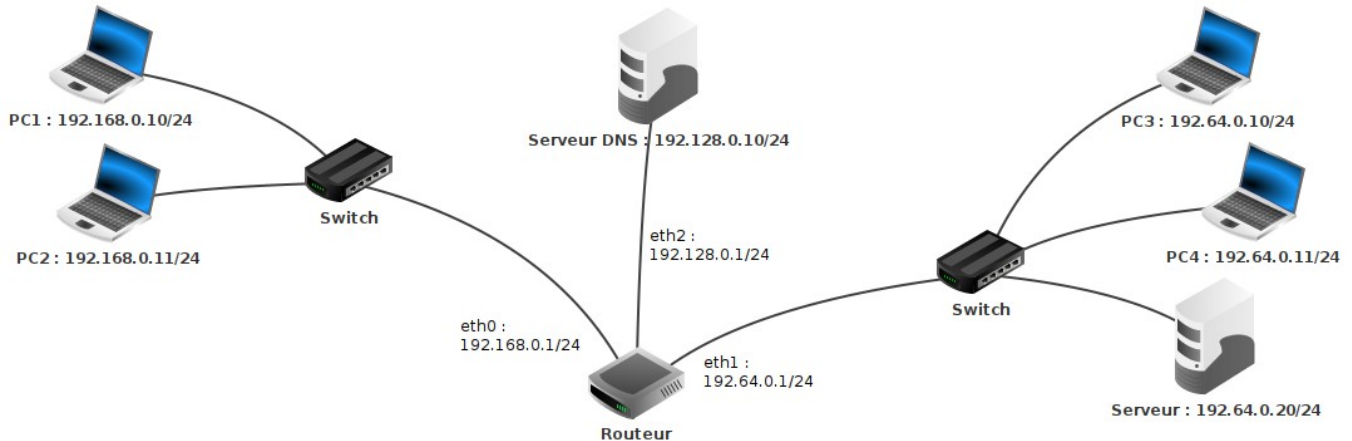 PC1 : 192.168.0.10/24
PC2 : 192.168.0.11/24
Switch
Serveur DNS : 192.128.0.10/24
eth2 :
192.128.0.1/24
eth0 :
192.168.0.1/24
eth1 :
192.64.0.1/24
Routeur
Switch
PC3 : 192.64.0.10/24
PC4 : 192.64.0.11/24
Serveur : 192.64.0.20/24